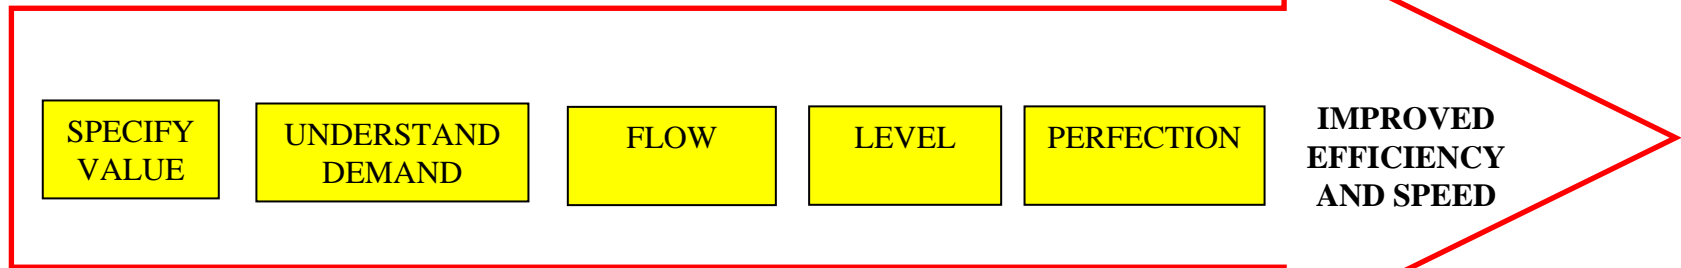 SPECIFY
VALUE
UNDERSTAND
DEMAND
FLOW
LEVEL
PERFECTION
IMPROVED
EFFICIENCY
AND SPEED